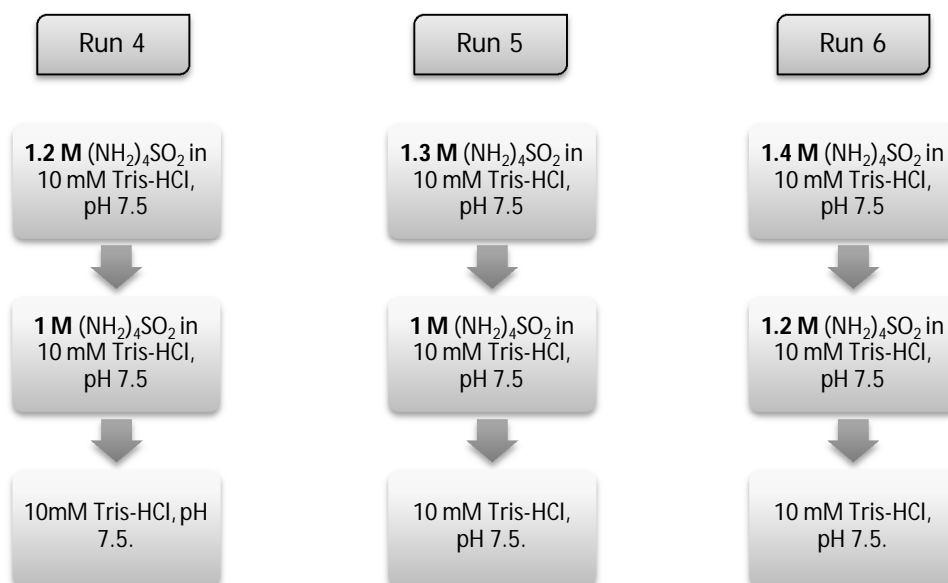 Run 4
1.2 M (NH₂)₄SO₂ in
10 mM Tris-HCl,
pH 7.5
1 M (NH₂)₄SO₂ in
10 mM Tris-HCl,
pH 7.5
10mM Tris-HCl, pH
7.5.
Run 5
1.3 M (NH₂)₄SO₂ in
10 mM Tris-HCl,
pH 7.5
1 M (NH₂)₄SO₂ in
10 mM Tris-HCl,
pH 7.5
10 mM Tris-HCl,
pH 7.5.
Run 6
1.4 M (NH₂)₄SO₂ in
10 mM Tris-HCl,
pH 7.5
1.2 M (NH₂)₄SO₂ in
10 mM Tris-HCl,
pH 7.5
10 mM Tris-HCl,
pH 7.5.